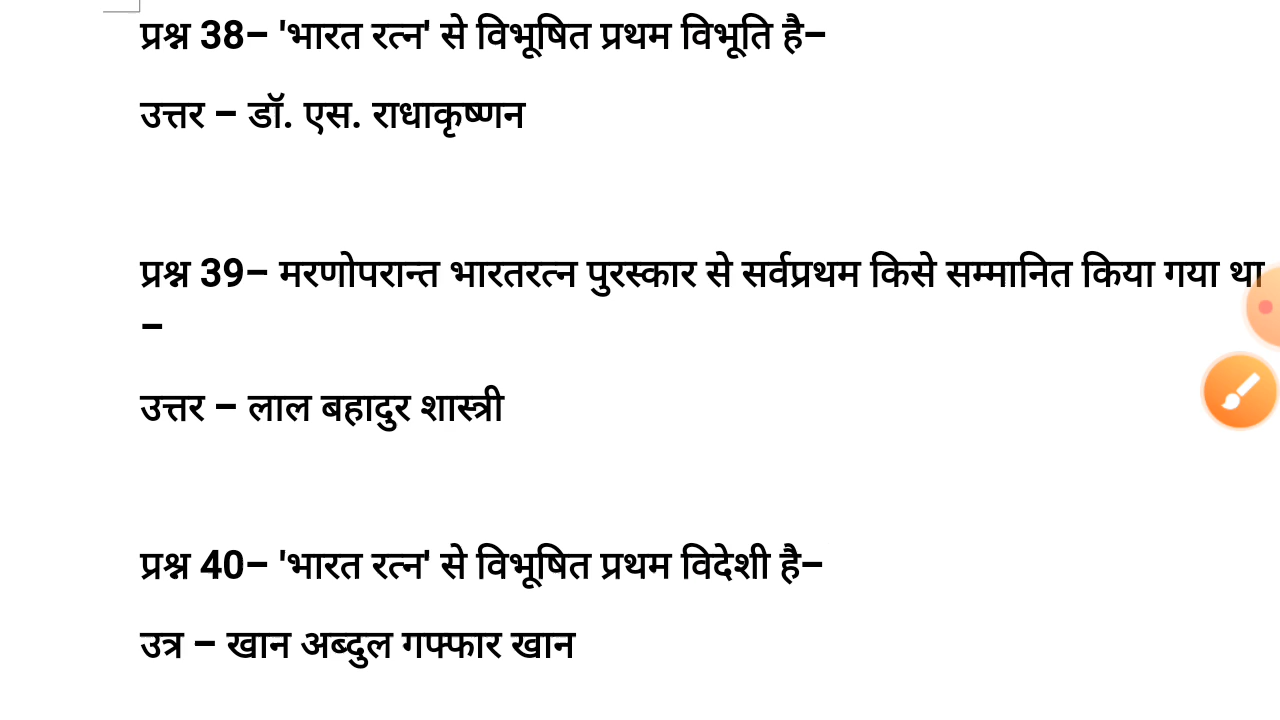 प्रश्न 38– 'भारत रत्न' से विभूषित प्रथम विभूति है–
उत्तर – डॉ. एस. राधाकृष्णन
प्रश्न 39– मरणोपरान्त भारतरत्न पुरस्कार से सर्वप्रथम किसे सम्मानित किया गया था
–
उत्तर – लाल बहादुर शास्त्री
प्रश्न 40– 'भारत रत्न' से विभूषित प्रथम विदेशी है–
उत्र – खान अब्दुल गफ्फार खान